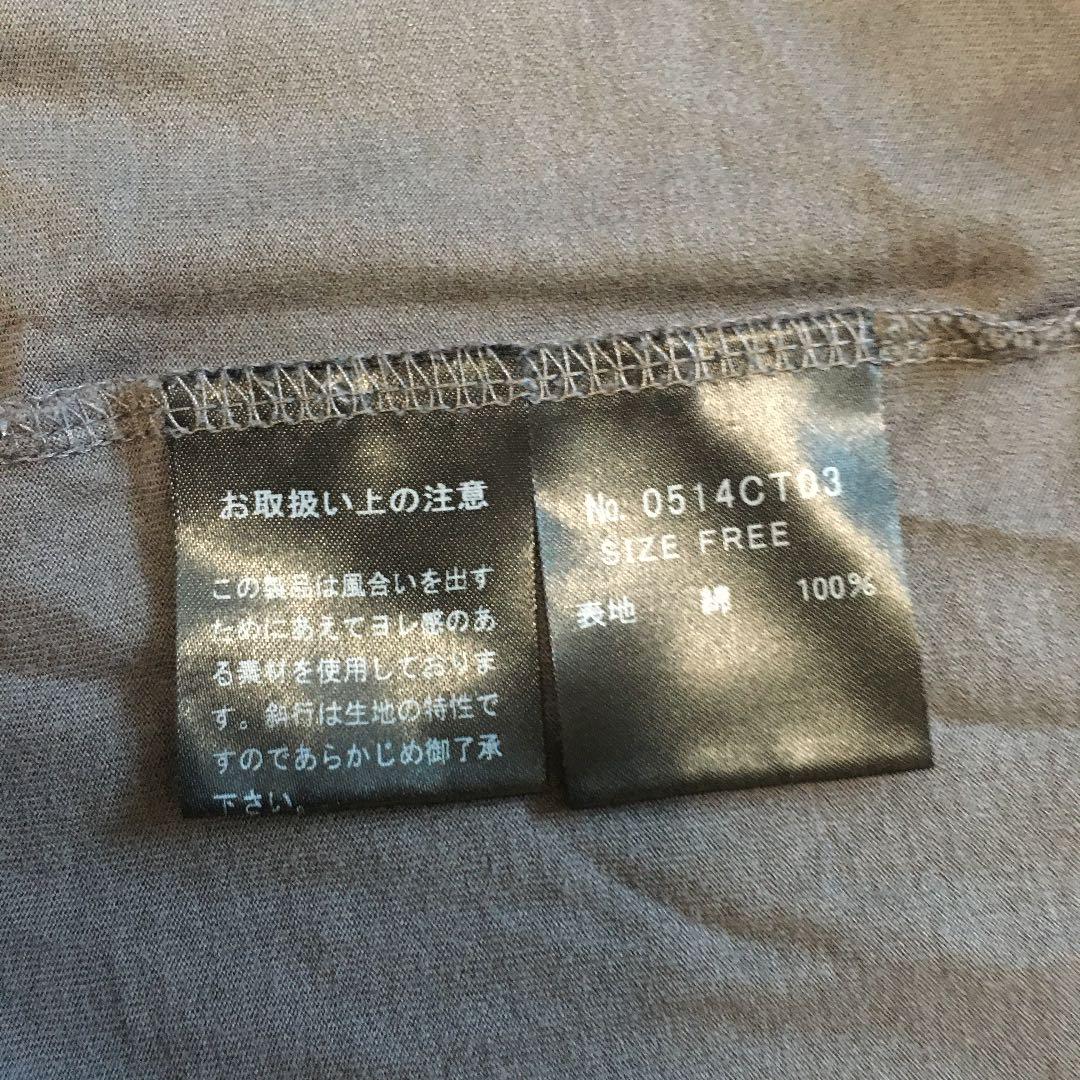 お取扱い上の注意
この製品は風合いを出す
ためにあえてヨレ感のあ
る素材を使用しておりま
す。斜行は生地の特性で
すのであらかじめ御了承
下さい。
No. 0514CT03
SIZE FREE
表地 綿 100%